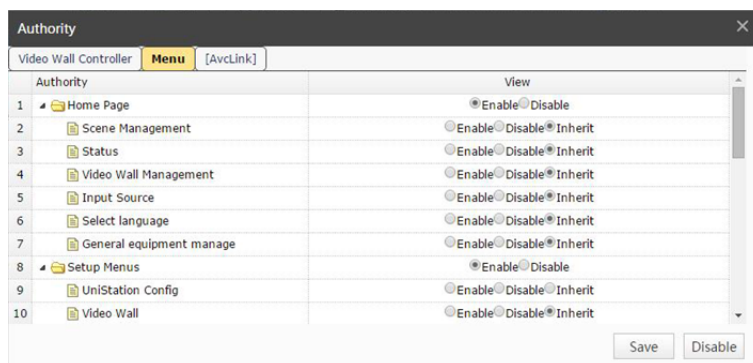 Authority
Video Wall Controller Menu [AvcLink]
Authority View
1 Home Page Enable Disable
2 Scene Management Enable Disable Inherit
3 Status Enable Disable Inherit
4 Video Wall Management Enable Disable Inherit
5 Input Source Enable Disable Inherit
6 Select language Enable Disable Inherit
7 General equipment manage Enable Disable Inherit
8 Setup Menus Enable Disable
9 UniStation Config Enable Disable Inherit
10 Video Wall Enable Disable Inherit
Save Disable